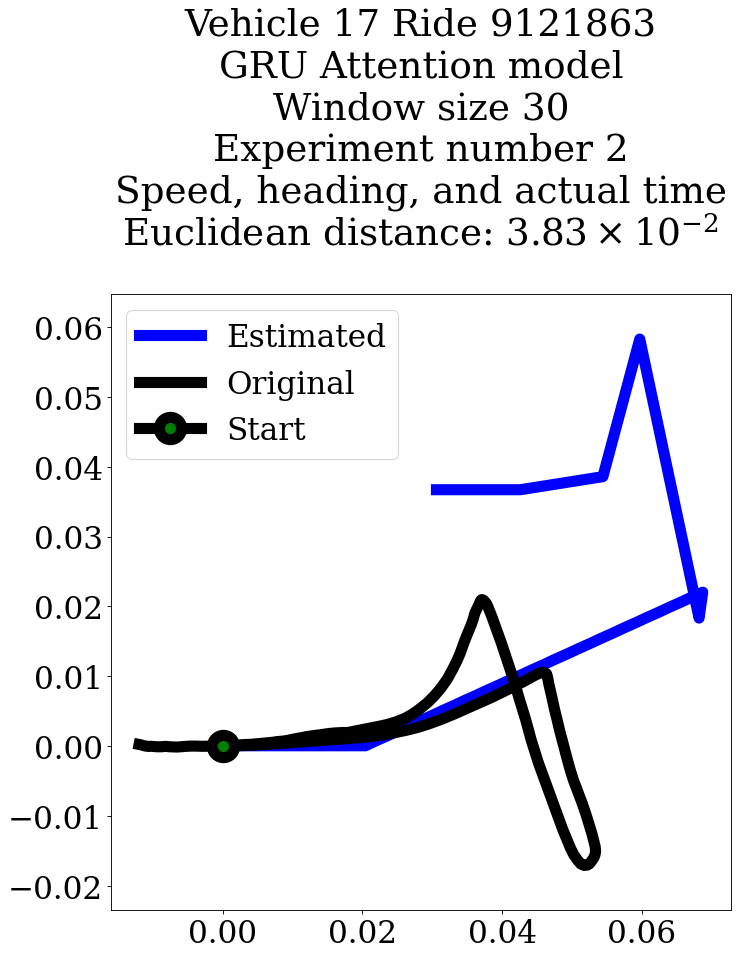 Vehicle 17 Ride 9121863
GRU Attention model
Window size 30
Experiment number 2
Speed, heading, and actual time
Euclidean distance: 3.83 × 10⁻²
Estimated
Original
Start
0.06
0.05
0.04
0.03
0.02
0.01
0.00
−0.01
−0.02
0.00 0.02 0.04 0.06